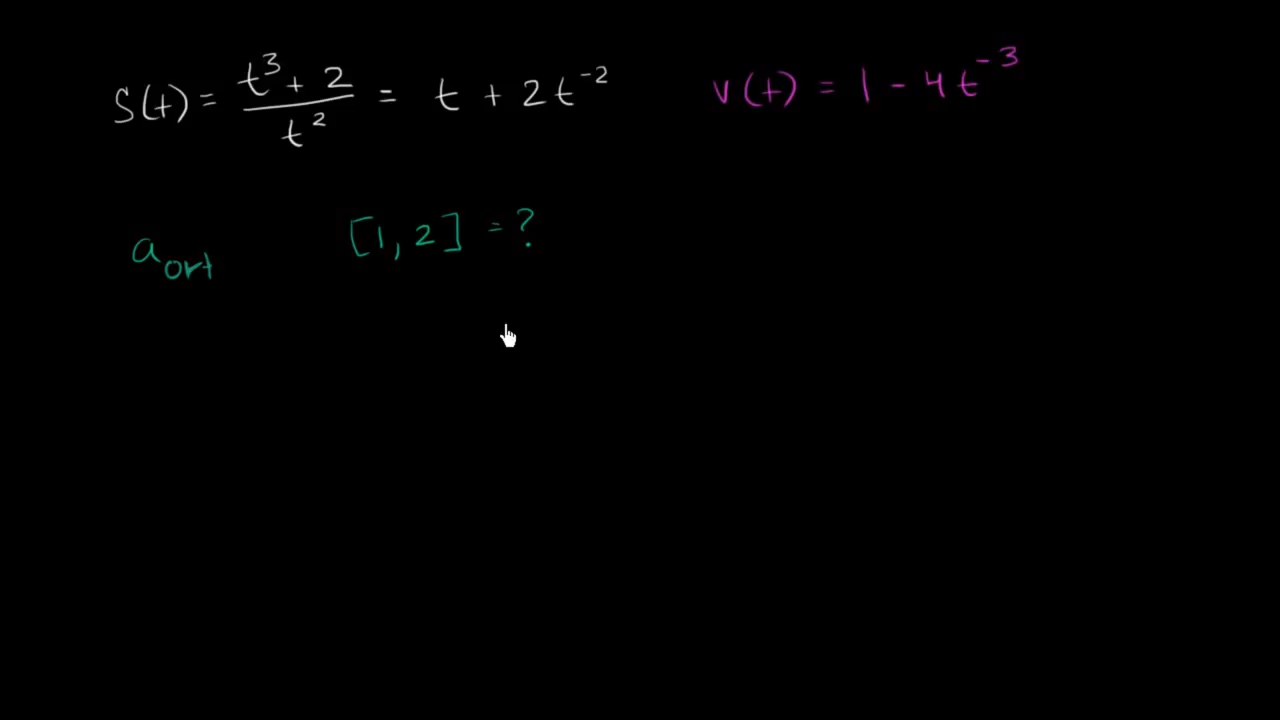 S(t) = (t³ + 2)/t² = t + 2t⁻² v(t) = 1 - 4t⁻³
a_ort [1, 2] = ?